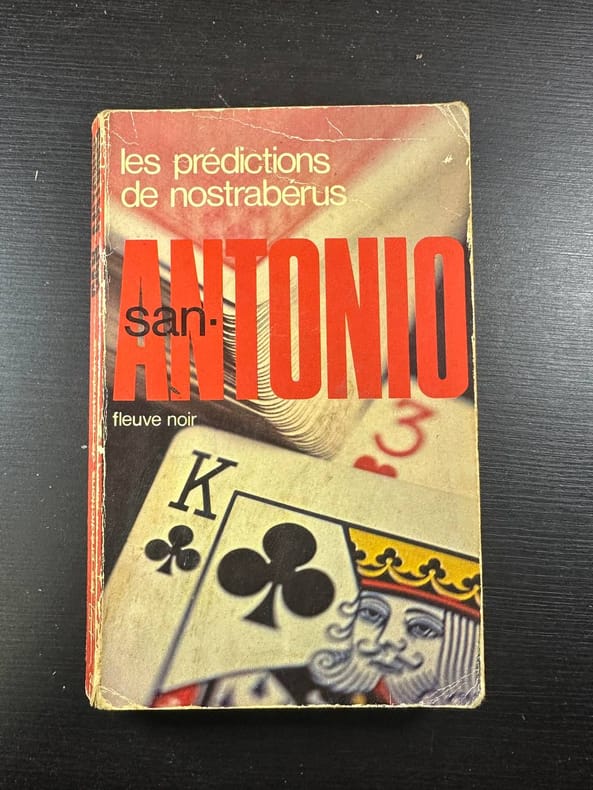 les prédictions
de nostrabérus
san-
ANTONIO
fleuve noir
3
K